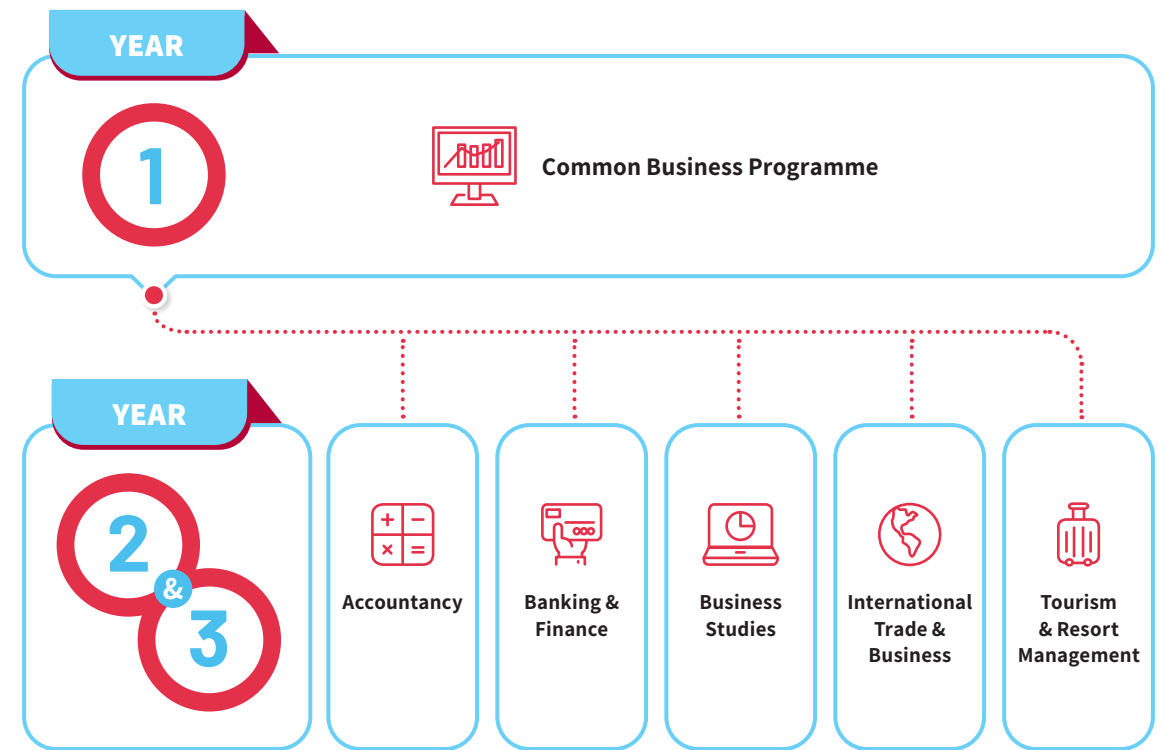 YEAR
1
Common Business Programme
YEAR
2
&
3
Accountancy
Banking &
Finance
Business
Studies
International
Trade &
Business
Tourism
& Resort
Management